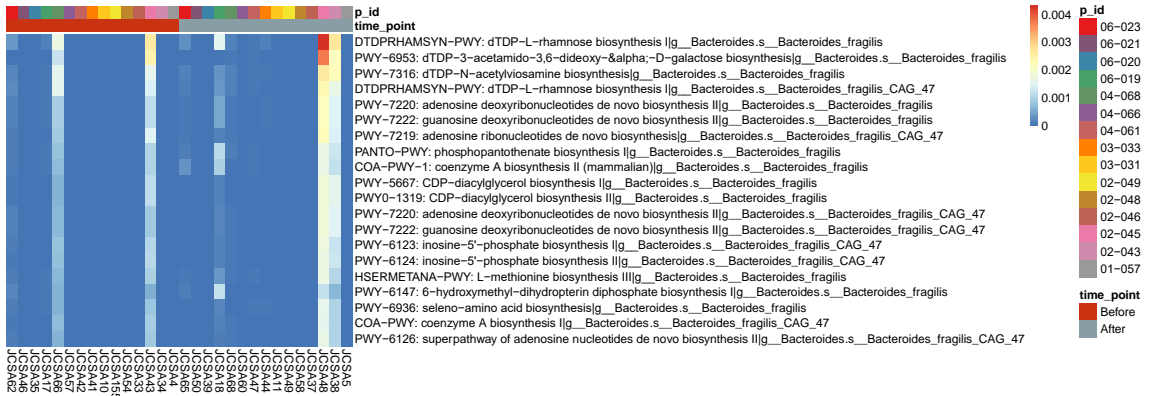 p_id
time_point
DTDPRHAMSYN-PWY: dTDP-L-rhamnose biosynthesis I|g__Bacteroides.s__Bacteroides_fragilis
PWY-6953: dTDP-3-acetamido-3,6-dideoxy-&alpha;-D-galactose biosynthesis|g__Bacteroides.s__Bacteroides_fragilis
PWY-7316: dTDP-N-acetylviosamine biosynthesis|g__Bacteroides.s__Bacteroides_fragilis
DTDPRHAMSYN-PWY: dTDP-L-rhamnose biosynthesis I|g__Bacteroides.s__Bacteroides_fragilis_CAG_47
PWY-7220: adenosine deoxyribonucleotides de novo biosynthesis II|g__Bacteroides.s__Bacteroides_fragilis
PWY-7222: guanosine deoxyribonucleotides de novo biosynthesis II|g__Bacteroides.s__Bacteroides_fragilis
PWY-7219: adenosine ribonucleotides de novo biosynthesis|g__Bacteroides.s__Bacteroides_fragilis_CAG_47
PANTO-PWY: phosphopantothenate biosynthesis I|g__Bacteroides.s__Bacteroides_fragilis
COA-PWY-1: coenzyme A biosynthesis II (mammalian)|g__Bacteroides.s__Bacteroides_fragilis
PWY-5667: CDP-diacylglycerol biosynthesis I|g__Bacteroides.s__Bacteroides_fragilis
PWY0-1319: CDP-diacylglycerol biosynthesis II|g__Bacteroides.s__Bacteroides_fragilis
PWY-7220: adenosine deoxyribonucleotides de novo biosynthesis II|g__Bacteroides.s__Bacteroides_fragilis_CAG_47
PWY-7222: guanosine deoxyribonucleotides de novo biosynthesis II|g__Bacteroides.s__Bacteroides_fragilis_CAG_47
PWY-6123: inosine-5'-phosphate biosynthesis I|g__Bacteroides.s__Bacteroides_fragilis_CAG_47
PWY-6124: inosine-5'-phosphate biosynthesis II|g__Bacteroides.s__Bacteroides_fragilis_CAG_47
HSERMETANA-PWY: L-methionine biosynthesis III|g__Bacteroides.s__Bacteroides_fragilis
PWY-6147: 6-hydroxymethyl-dihydropterin diphosphate biosynthesis I|g__Bacteroides.s__Bacteroides_fragilis
PWY-6936: seleno-amino acid biosynthesis|g__Bacteroides.s__Bacteroides_fragilis
COA-PWY: coenzyme A biosynthesis I|g__Bacteroides.s__Bacteroides_fragilis_CAG_47
PWY-6126: superpathway of adenosine nucleotides de novo biosynthesis II|g__Bacteroides.s__Bacteroides_fragilis_CAG_47
JCSA62
JCSA46
JCSA35
JCSA17
JCSA66
JCSA57
JCSA42
JCSA41
JCSA10
JCSA54
JCSA33
JCSA43
JCSA34
JCSA4
JCSA65
JCSA50
JCSA39
JCSA18
JCSA68
JCSA60
JCSA47
JCSA44
JCSA11
JCSA49
JCSA58
JCSA37
JCSA48
JCSA38
JCSA5
0.004
0.003
0.002
0.001
0
p_id
06-023
06-021
06-020
06-019
04-068
04-066
04-061
03-033
03-031
02-049
02-048
02-046
02-045
02-043
01-057
time_point
Before
After